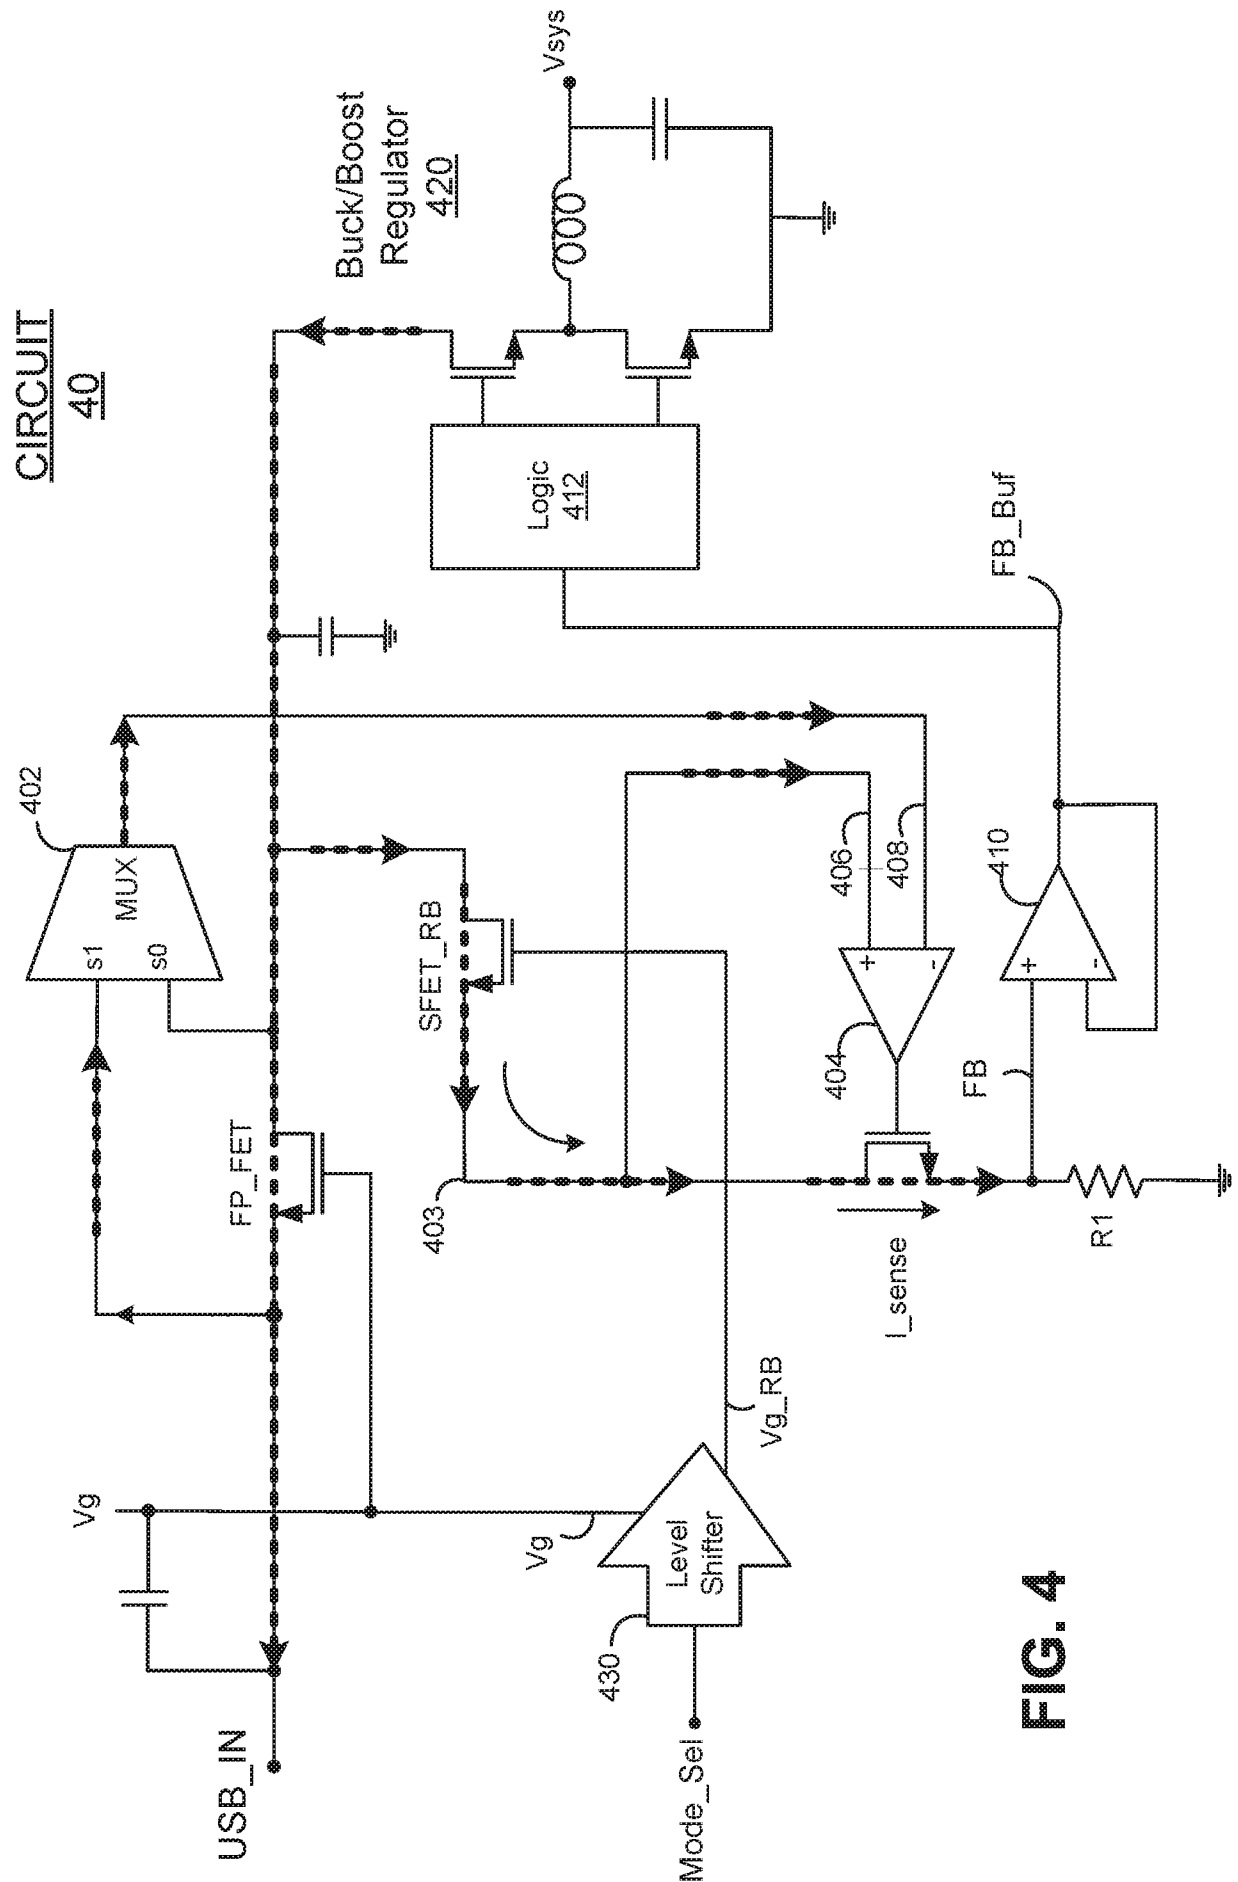 CIRCUIT
40
402
MUX
s1
s0
USB_IN
Vg
FP_FET
SFET_RB
403
Buck/Boost
Regulator
420
Vsys
Logic
412
Vg
Level
Shifter
430
Mode_Sel
Vg_RB
I_sense
404
406
408
+
-
FB
R1
410
+
-
FB_Buf
FIG. 4